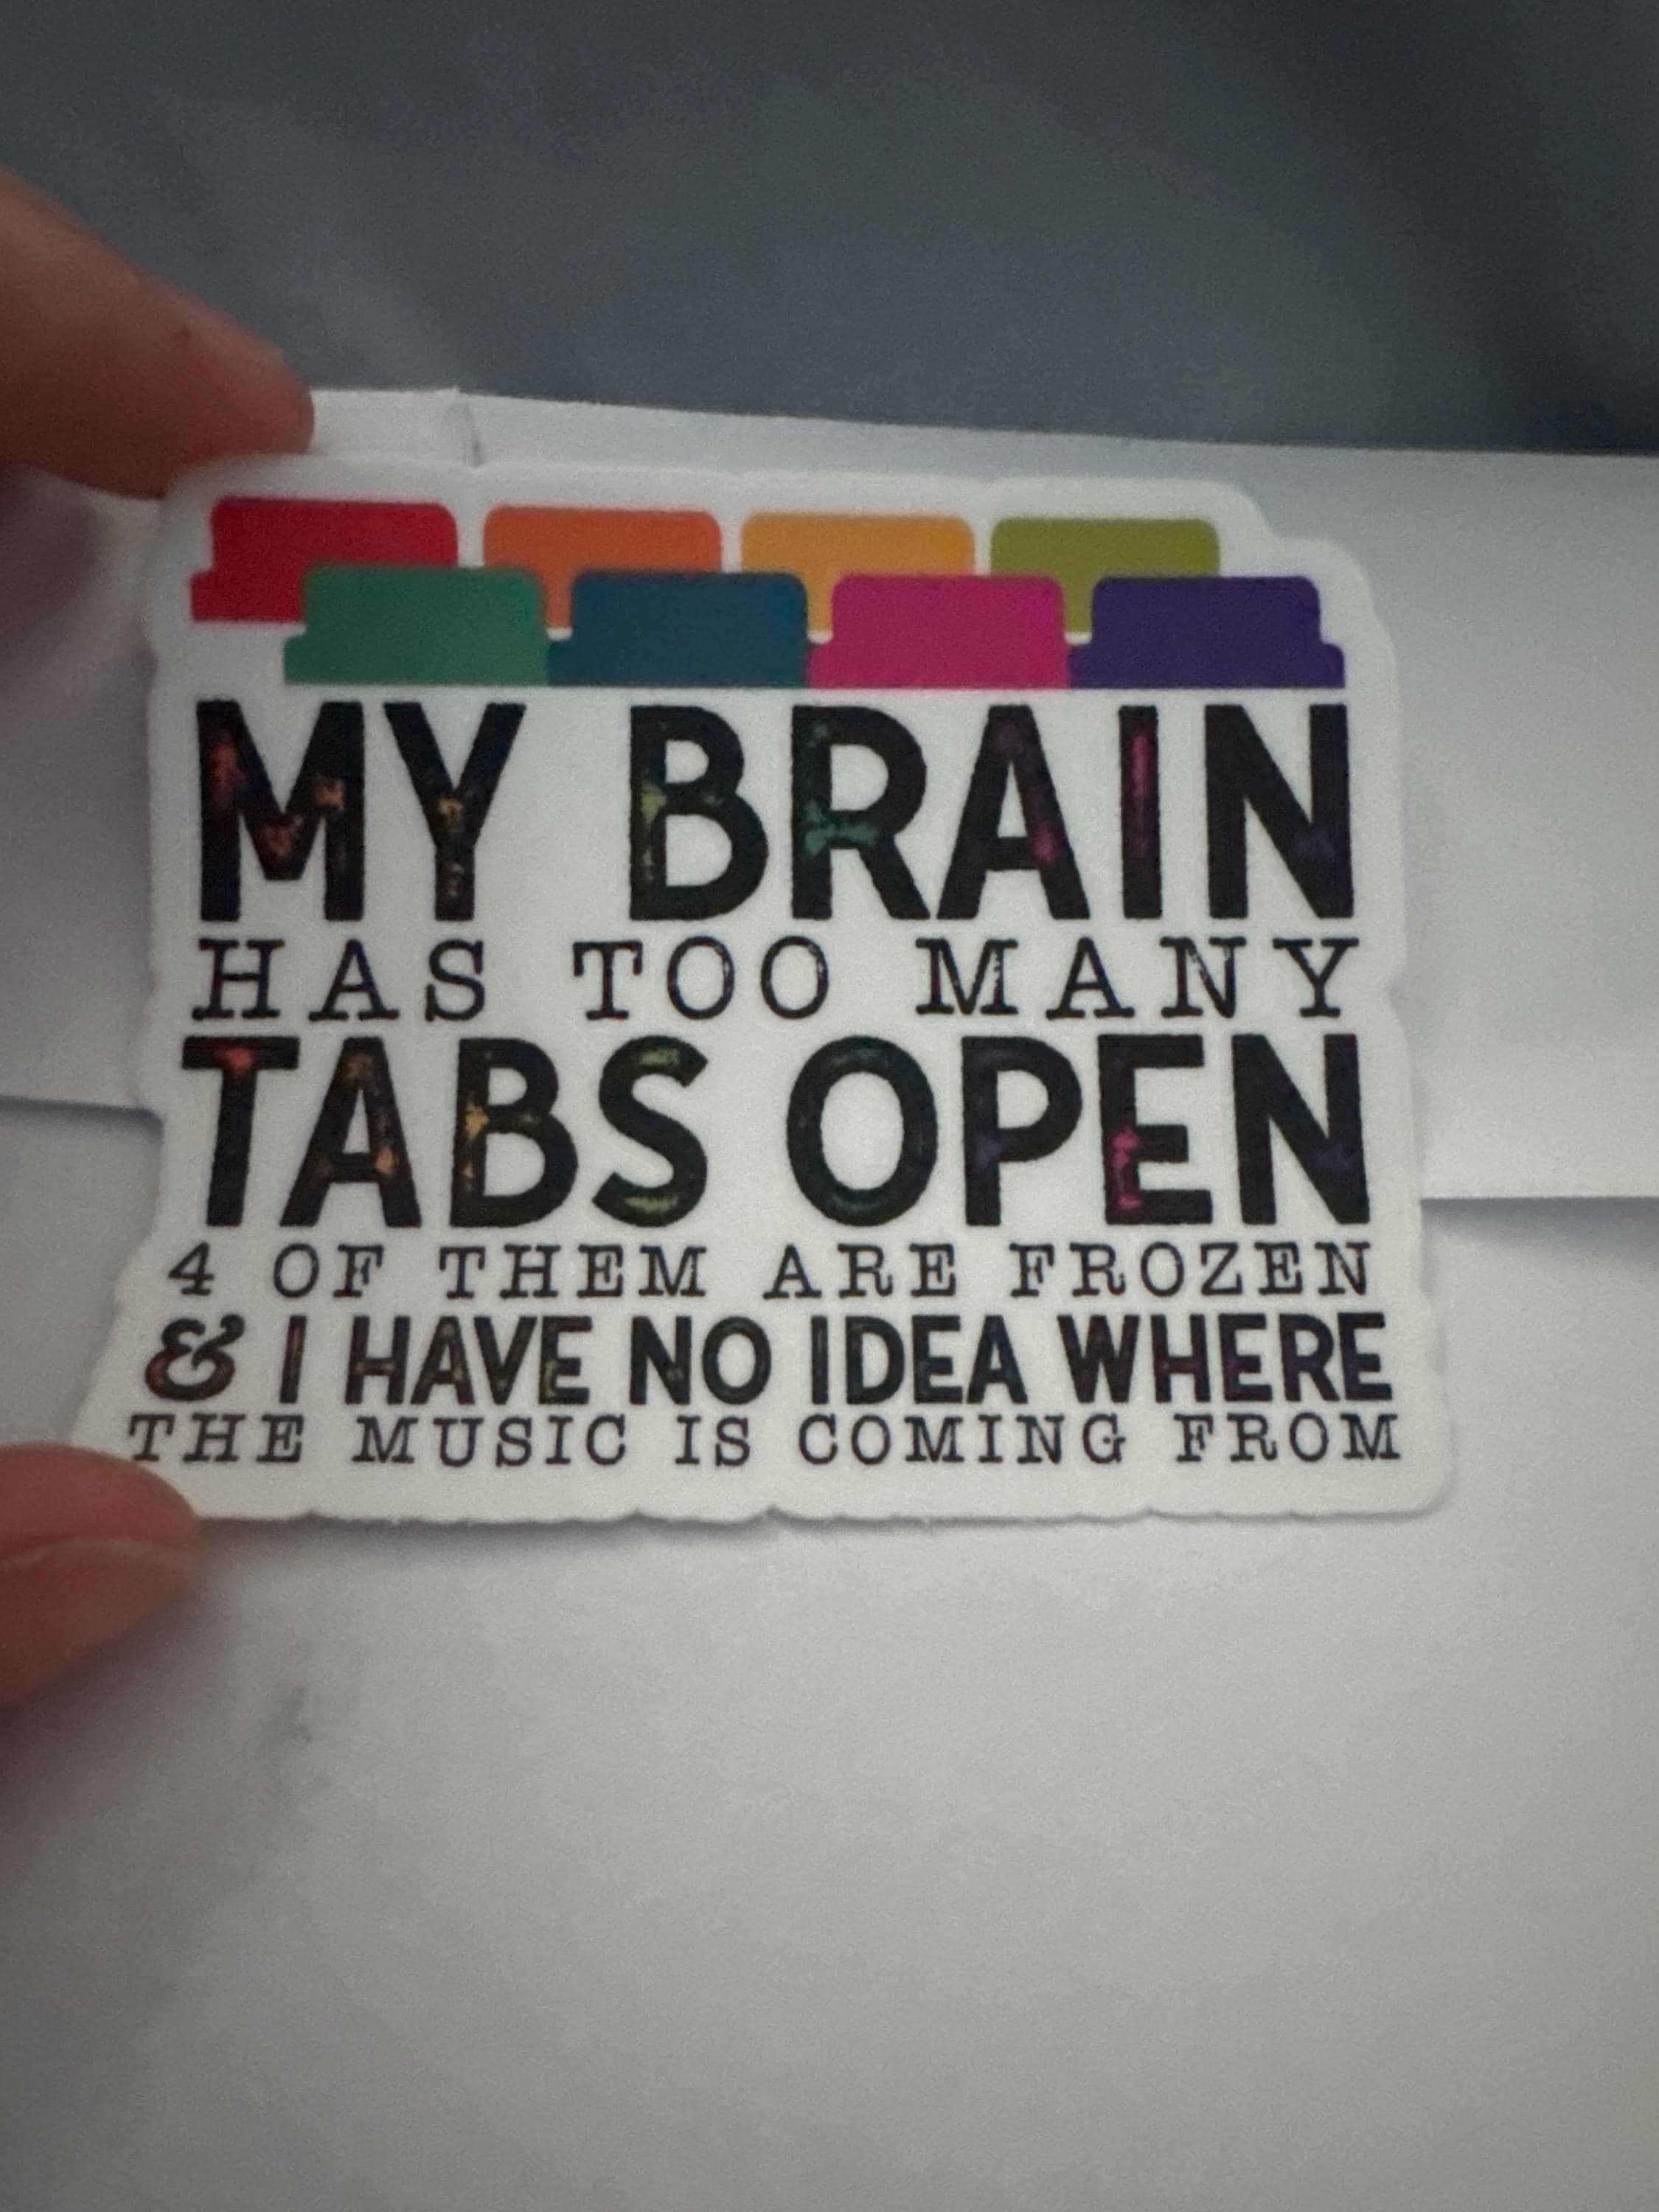 MY BRAIN
HAS TOO MANY
TABS OPEN
4 OF THEM ARE FROZEN
& I HAVE NO IDEA WHERE
THE MUSIC IS COMING FROM